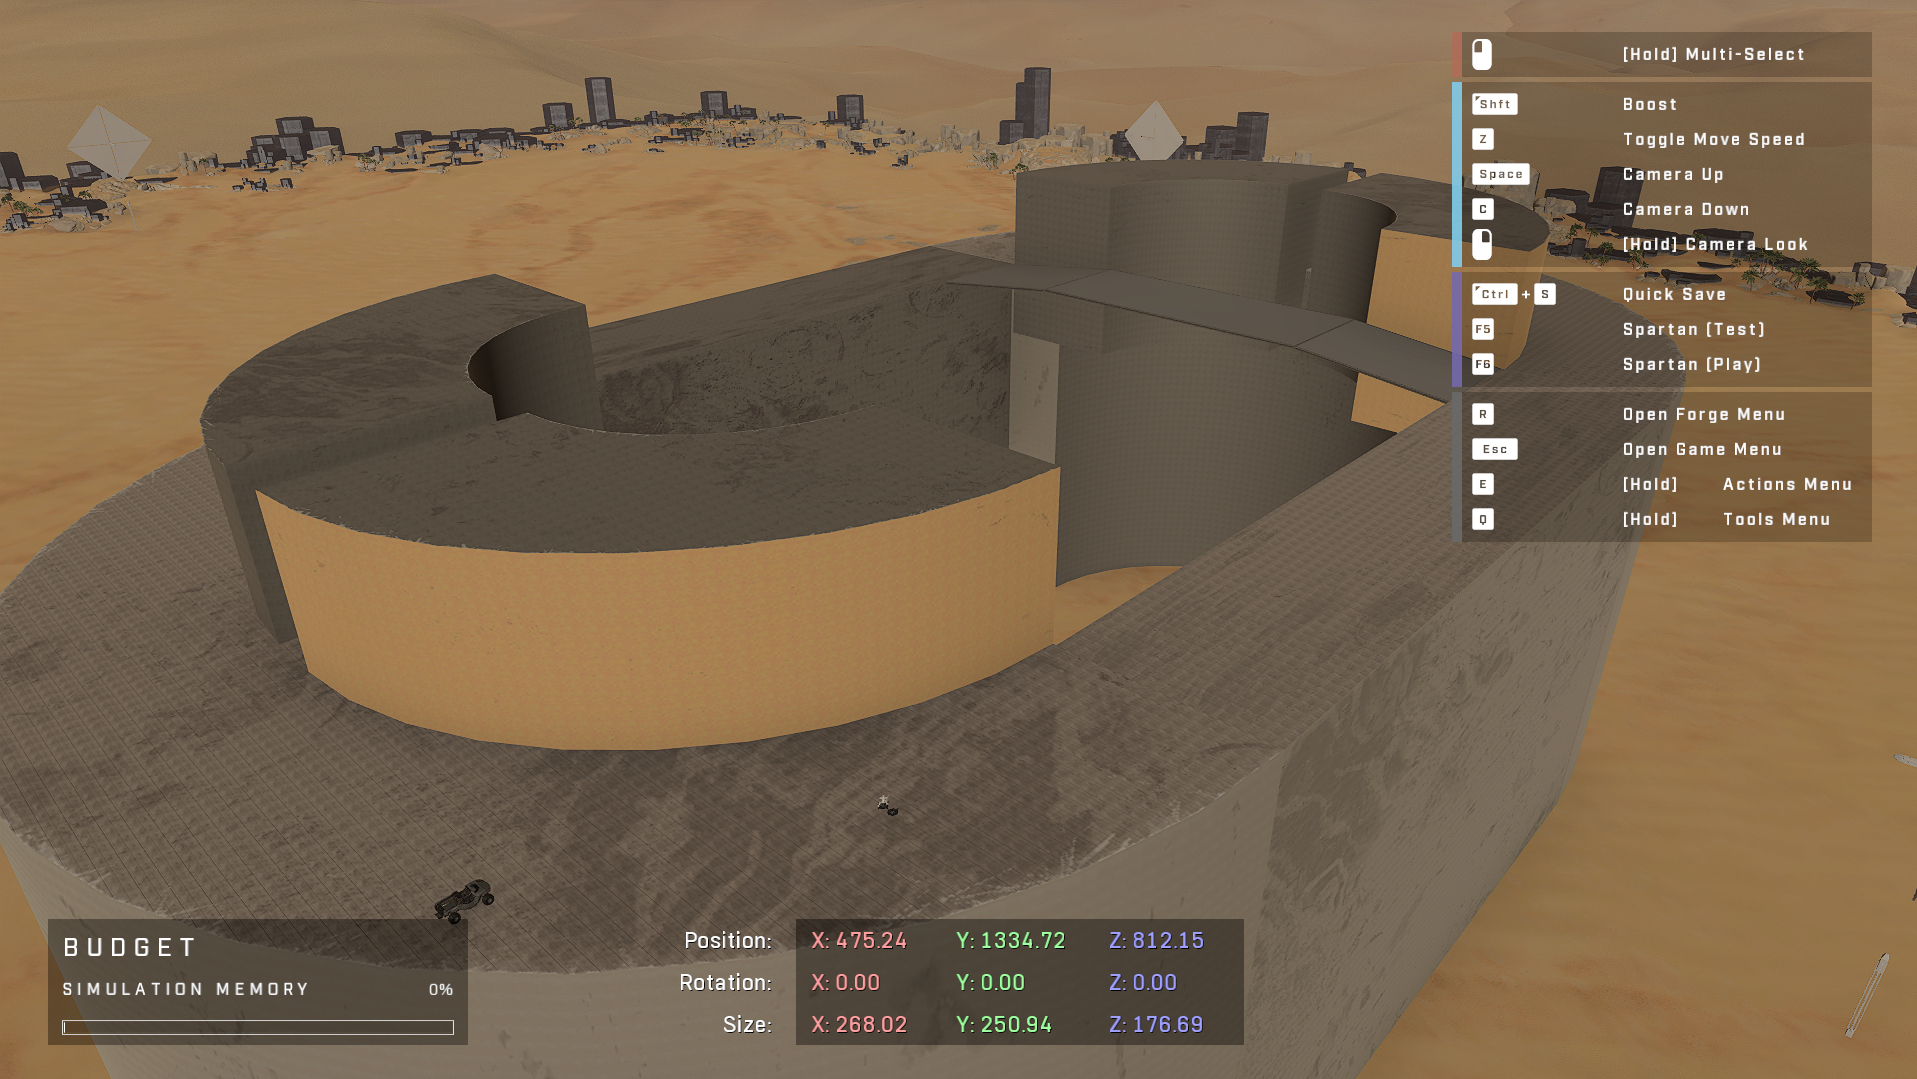 [Hold] Multi-Select
Shft Boost
Z Toggle Move Speed
Space Camera Up
C Camera Down
[Hold] Camera Look
Ctrl + S Quick Save
F5 Spartan (Test)
F6 Spartan (Play)
R Open Forge Menu
Esc Open Game Menu
E [Hold] Actions Menu
Q [Hold] Tools Menu
BUDGET
SIMULATION MEMORY 0%
Position: X: 475.24 Y: 1334.72 Z: 812.15
Rotation: X: 0.00 Y: 0.00 Z: 0.00
Size: X: 268.02 Y: 250.94 Z: 176.69